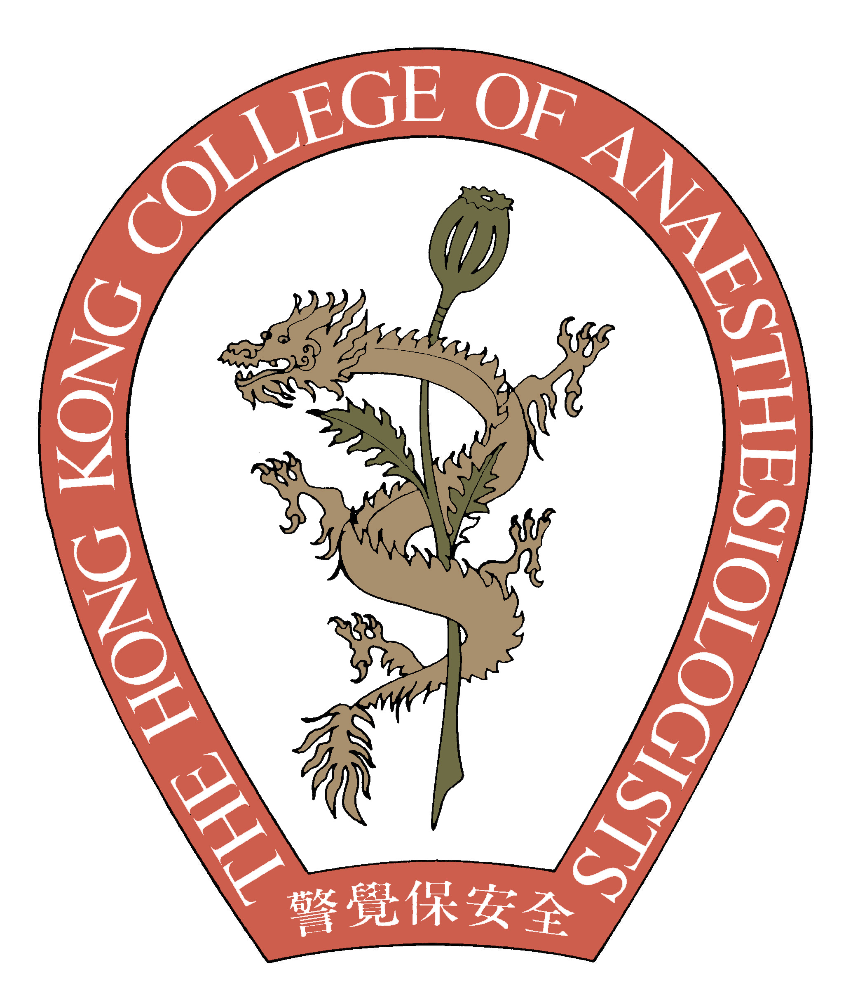 THE HONG KONG COLLEGE OF ANAESTHESIOLOGISTS
警覺保安全